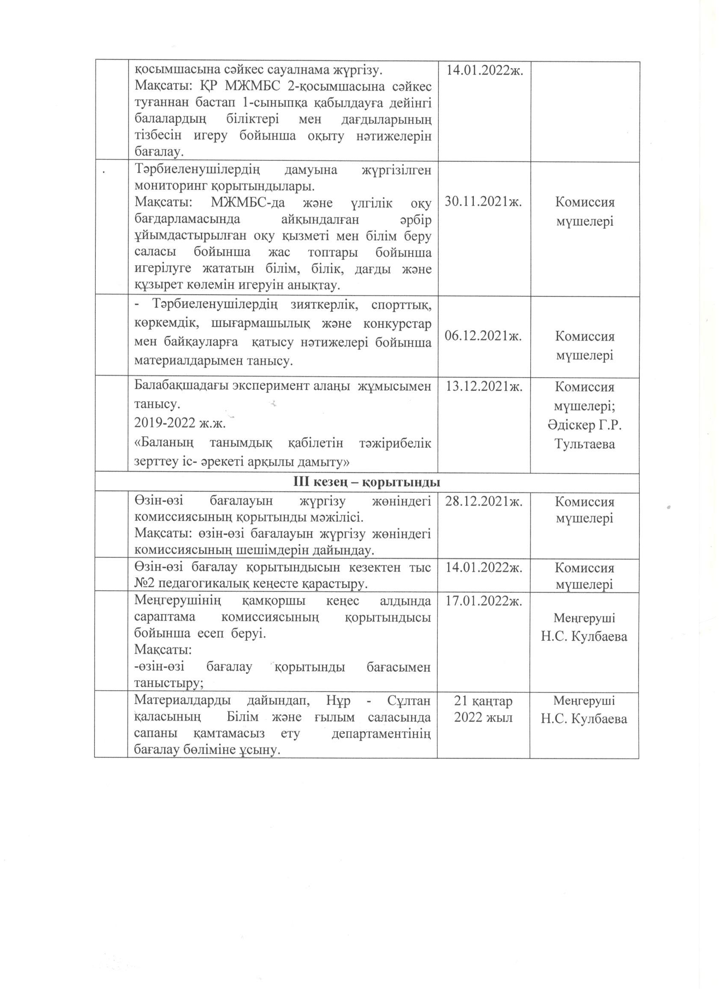 қосымшасына сәйкес сауалнама жүргізу.
Мақсаты: ҚР МЖМБС 2-қосымшасына сәйкес
туғаннан бастап 1-сыныпқа қабылдауға дейінгі
балалардың біліктері мен дағдыларының
тізбесін игеру бойынша оқыту нәтижелерін
бағалау.
14.01.2022ж.
.
Тәрбиеленушілердің дамуына жүргізілген
мониторинг қорытындылары.
Мақсаты: МЖМБС-да және үлгілік оқу
бағдарламасында айқындалған әрбір
ұйымдастырылған оқу қызметі мен білім беру
саласы бойынша жас топтары бойынша
игерілуге жататын білім, білік, дағды және
құзырет көлемін игеруін анықтау.
30.11.2021ж.
Комиссия
мүшелері
- Тәрбиеленушілердің зияткерлік, спорттық,
көркемдік, шығармашылық және конкурстар
мен байқауларға қатысу нәтижелері бойынша
материалдарымен танысу.
06.12.2021ж.
Комиссия
мүшелері
Балабақшадағы эксперимент алаңы жұмысымен
танысу.
2019-2022 ж.ж.
«Баланың танымдық қабілетін тәжірибелік
зерттеу іс- әрекеті арқылы дамыту»
13.12.2021ж.
Комиссия
мүшелері;
Әдіскер Г.Р.
Тультаева
III кезең – қорытынды
Өзін-өзі бағалауын жүргізу жөніндегі
комиссиясының қорытынды мәжілісі.
Мақсаты: өзін-өзі бағалауын жүргізу жөніндегі
комиссиясының шешімдерін дайындау.
28.12.2021ж.
Комиссия
мүшелері
Өзін-өзі бағалау қорытындысын кезектен тыс
№2 педагогикалық кеңесте қарастыру.
14.01.2022ж.
Комиссия
мүшелері
Меңгерушінің қамқоршы кеңес алдында
сараптама комиссиясының қорытындысы
бойынша есеп беруі.
Мақсаты:
-өзін-өзі бағалау қорытынды бағасымен
таныстыру;
17.01.2022ж.
Меңгеруші
Н.С. Кулбаева
Материалдарды дайындап, Нұр - Сұлтан
қаласының Білім және ғылым саласында
сапаны қамтамасыз ету департаментінің
бағалау бөліміне ұсыну.
21 қаңтар
2022 жыл
Меңгеруші
Н.С. Кулбаева